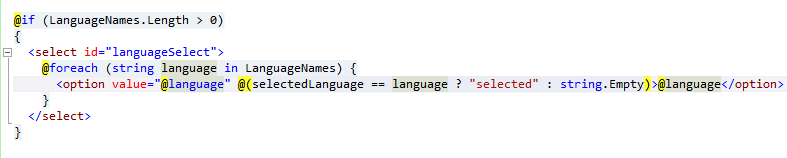 @if (LanguageNames.Length > 0)
{
<select id="languageSelect">
@foreach (string language in LanguageNames) {
<option value="@language" @(selectedLanguage == language ? "selected" : string.Empty)>@language</option>
}
</select>
}